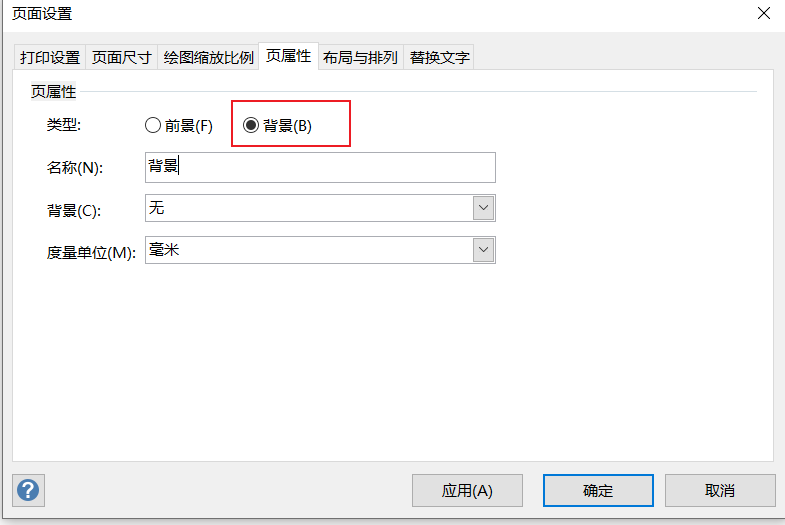 页面设置
打印设置 页面尺寸 绘图缩放比例 页属性 布局与排列 替换文字
页属性
类型: 前景(F) 背景(B)
名称(N): 背景
背景(C): 无
度量单位(M): 毫米
? 应用(A) 确定 取消